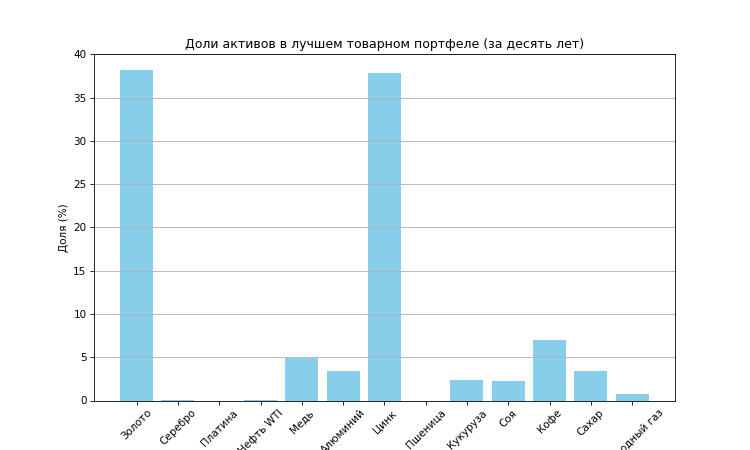 Доли активов в лучшем товарном портфеле (за десять лет)
Доля (%)
40
35
30
25
20
15
10
5
0
Золото
Серебро
Платина
Нефть WTI
Медь
Алюминий
Цинк
Пшеница
Кукуруза
Соя
Кофе
Сахар
газ